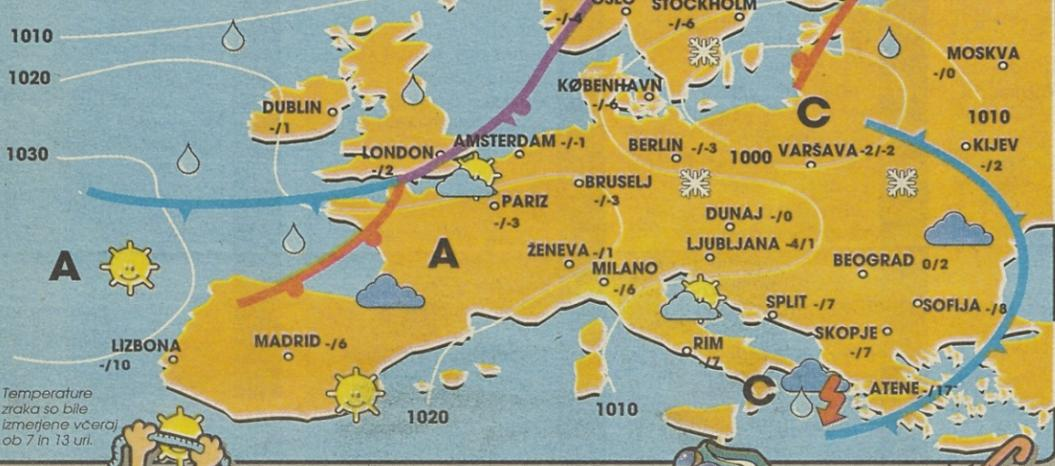 OSLO
-/-4
STOCKHOLM
-/-6
1010
MOSKVA
-/0
1020
KØBENHAVN
-/-6
DUBLIN
-/1
C
1010
AMSTERDAM -/-1
BERLIN -/-3
1000
VARŠAVA -2/-2
KIJEV
-/2
1030
LONDON
-/2
BRUSELJ
-/-3
PARIZ
-/-3
DUNAJ -/0
LJUBLJANA -4/1
A
A
ŽENEVA -/1
MILANO
-/6
BEOGRAD 0/2
SPLIT -/7
SOFIJA -/8
SKOPJE
-/7
LIZBONA
-/10
MADRID -/6
RIM
-/7
C
ATENE -/17
Temperature
zraka so bile
izmerjene včeraj
ob 7 in 13 uri.
1020
1010